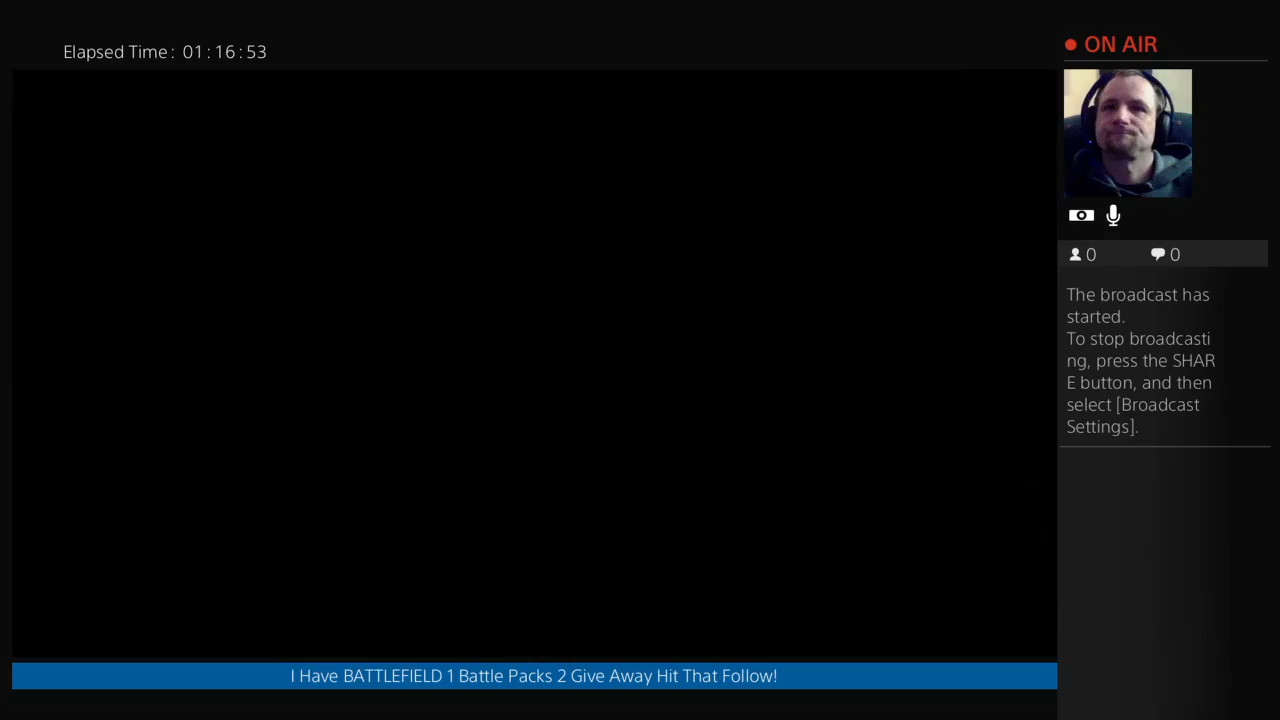 Elapsed Time: 01:16:53
ON AIR
0 0
The broadcast has
started.
To stop broadcasti
ng, press the SHAR
E button, and then
select [Broadcast
Settings].
I Have BATTLEFIELD 1 Battle Packs 2 Give Away Hit That Follow!